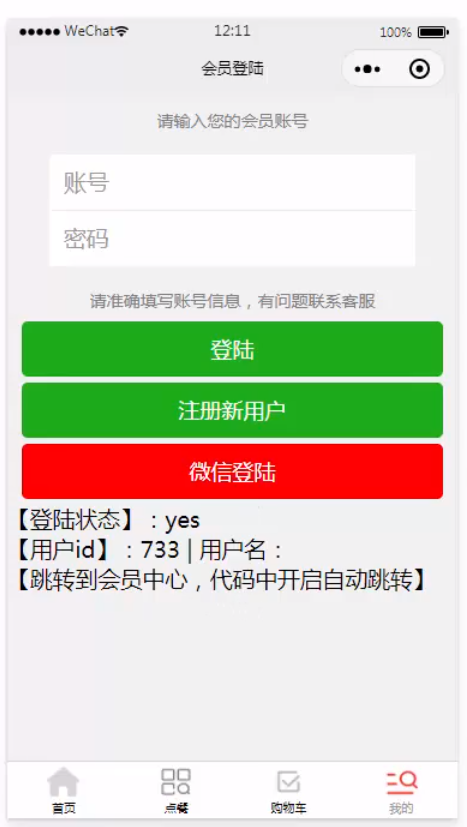 ●●●●● WeChat 12:11 100%
会员登陆
请输入您的会员账号
账号
密码
请准确填写账号信息，有问题联系客服
登陆
注册新用户
微信登陆
【登陆状态】：yes
【用户id】：733 | 用户名：
【跳转到会员中心，代码中开启自动跳转】
首页 点餐 购物车 我的